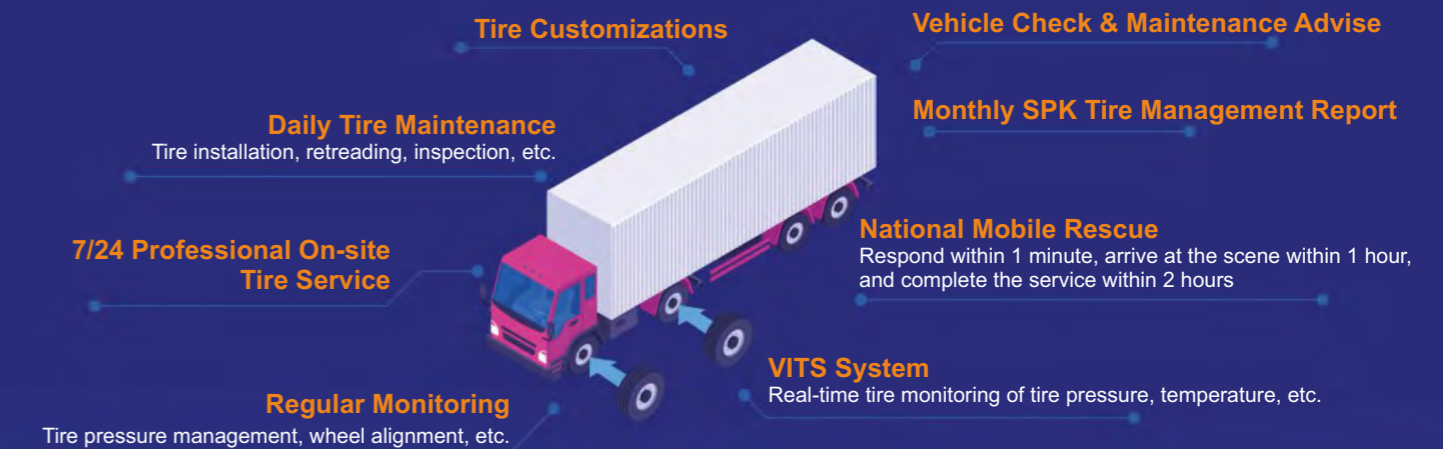 Tire Customizations
Vehicle Check & Maintenance Advise
Daily Tire Maintenance
Tire installation, retreading, inspection, etc.
Monthly SPK Tire Management Report
7/24 Professional On-site
Tire Service
National Mobile Rescue
Respond within 1 minute, arrive at the scene within 1 hour,
and complete the service within 2 hours
VITS System
Real-time tire monitoring of tire pressure, temperature, etc.
Regular Monitoring
Tire pressure management, wheel alignment, etc.